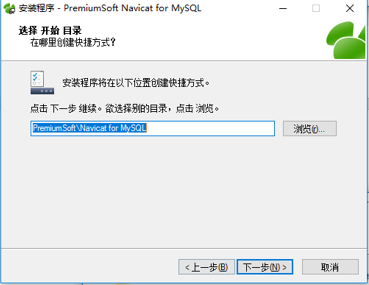 安装程序 - PremiumSoft Navicat for MySQL
选择 开始 目录
在哪里创建快捷方式?
安装程序将在以下位置创建快捷方式。
点击 下一步 继续。欲选择别的目录，点击 浏览。
PremiumSoft\Navicat for MySQL
浏览(r)...
<上一步(B)
下一步(N)>
取消